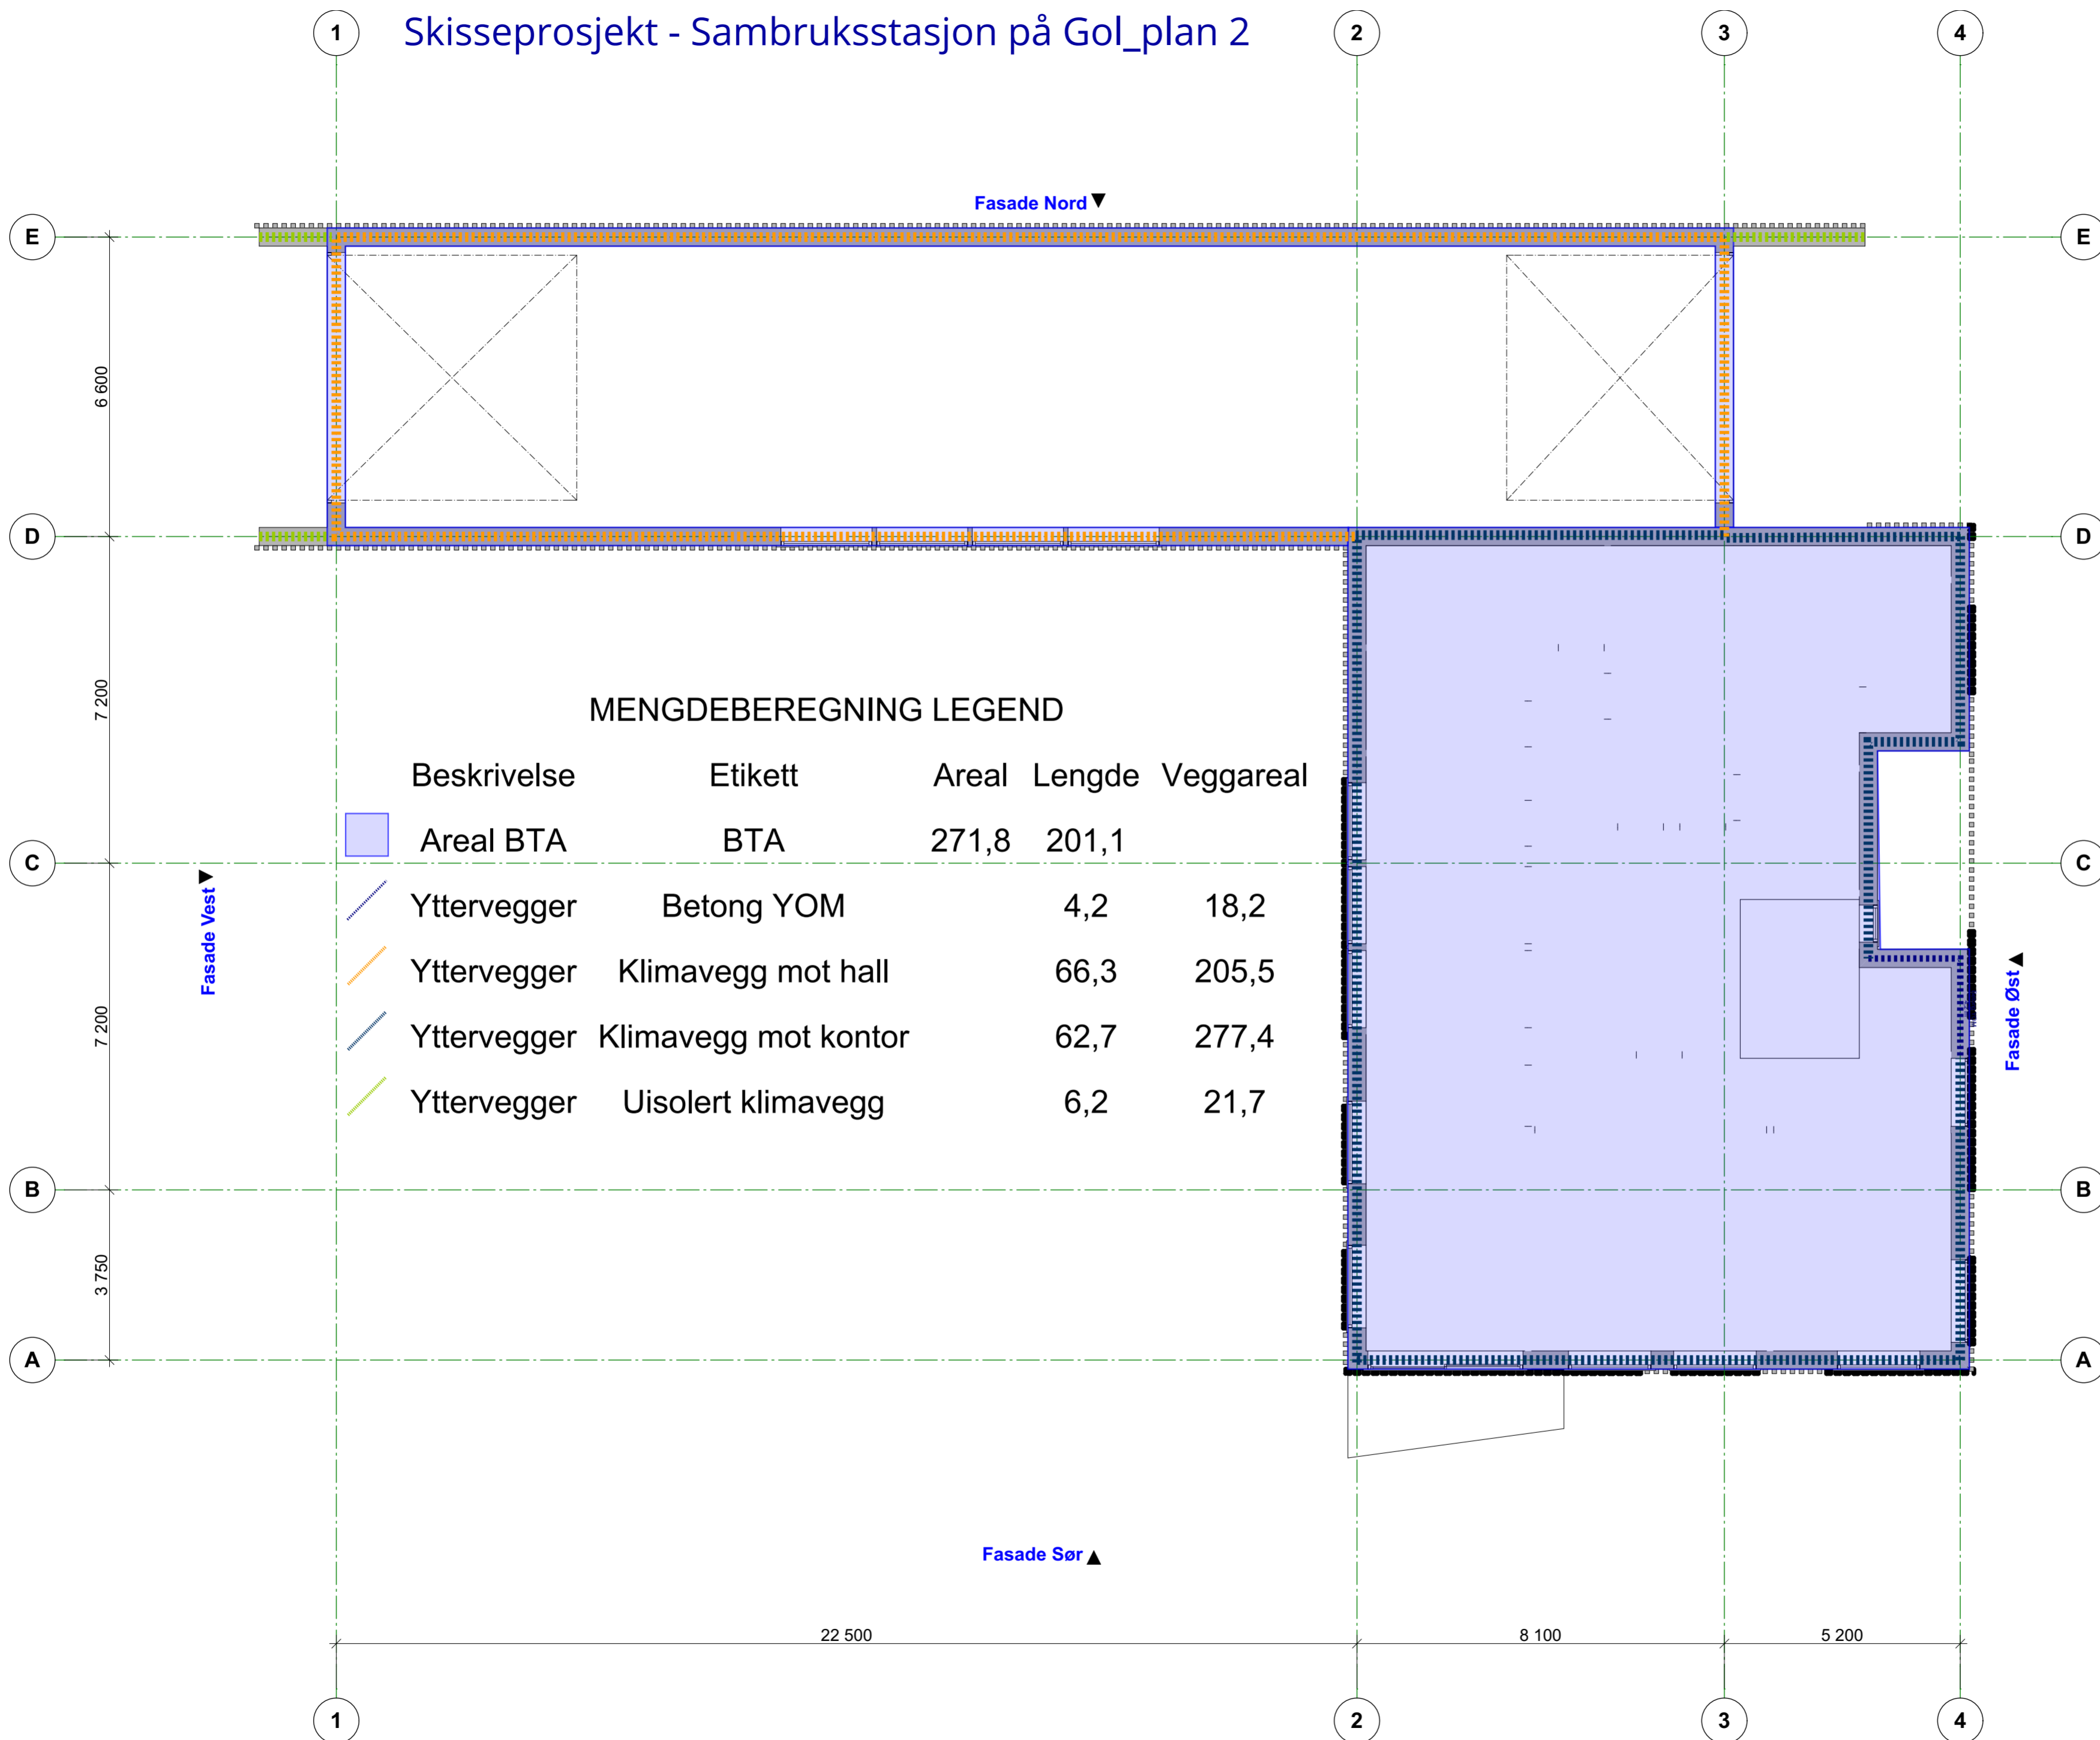 Skisseprosjekt - Sambruksstasjon på Gol_plan 2
1
2
3
4
Fasade Nord
E
E
6 600
D
D
7 200
MENGDEBEREGNING LEGEND
Beskrivelse Etikett Areal Lengde Veggareal
Areal BTA BTA 271,8 201,1
C
C
Yttervegger Betong YOM 4,2 18,2
Fasade Vest
Yttervegger Klimavegg mot hall 66,3 205,5
Fasade Øst
7 200
Yttervegger Klimavegg mot kontor 62,7 277,4
Yttervegger Uisolert klimavegg 6,2 21,7
B
B
3 750
A
A
Fasade Sør
22 500
8 100
5 200
1
2
3
4